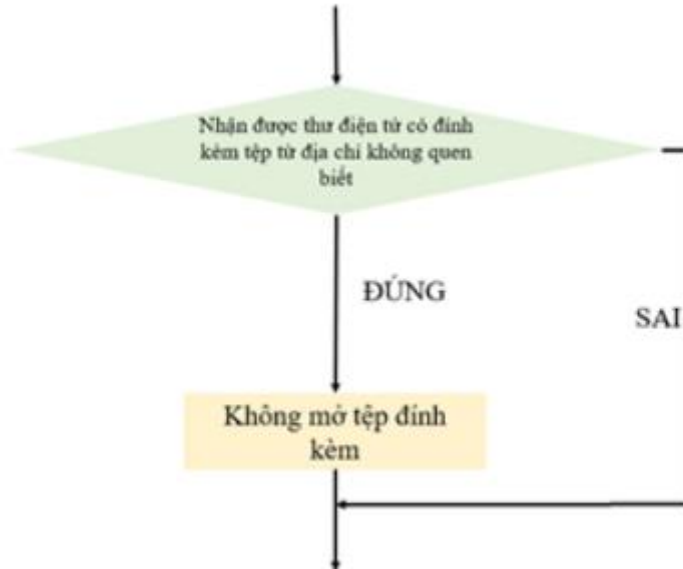 Nhận được thư điện tử có đính
kèm tệp từ địa chỉ không quen
biết
ĐÚNG
SAI
Không mở tệp đính
kèm